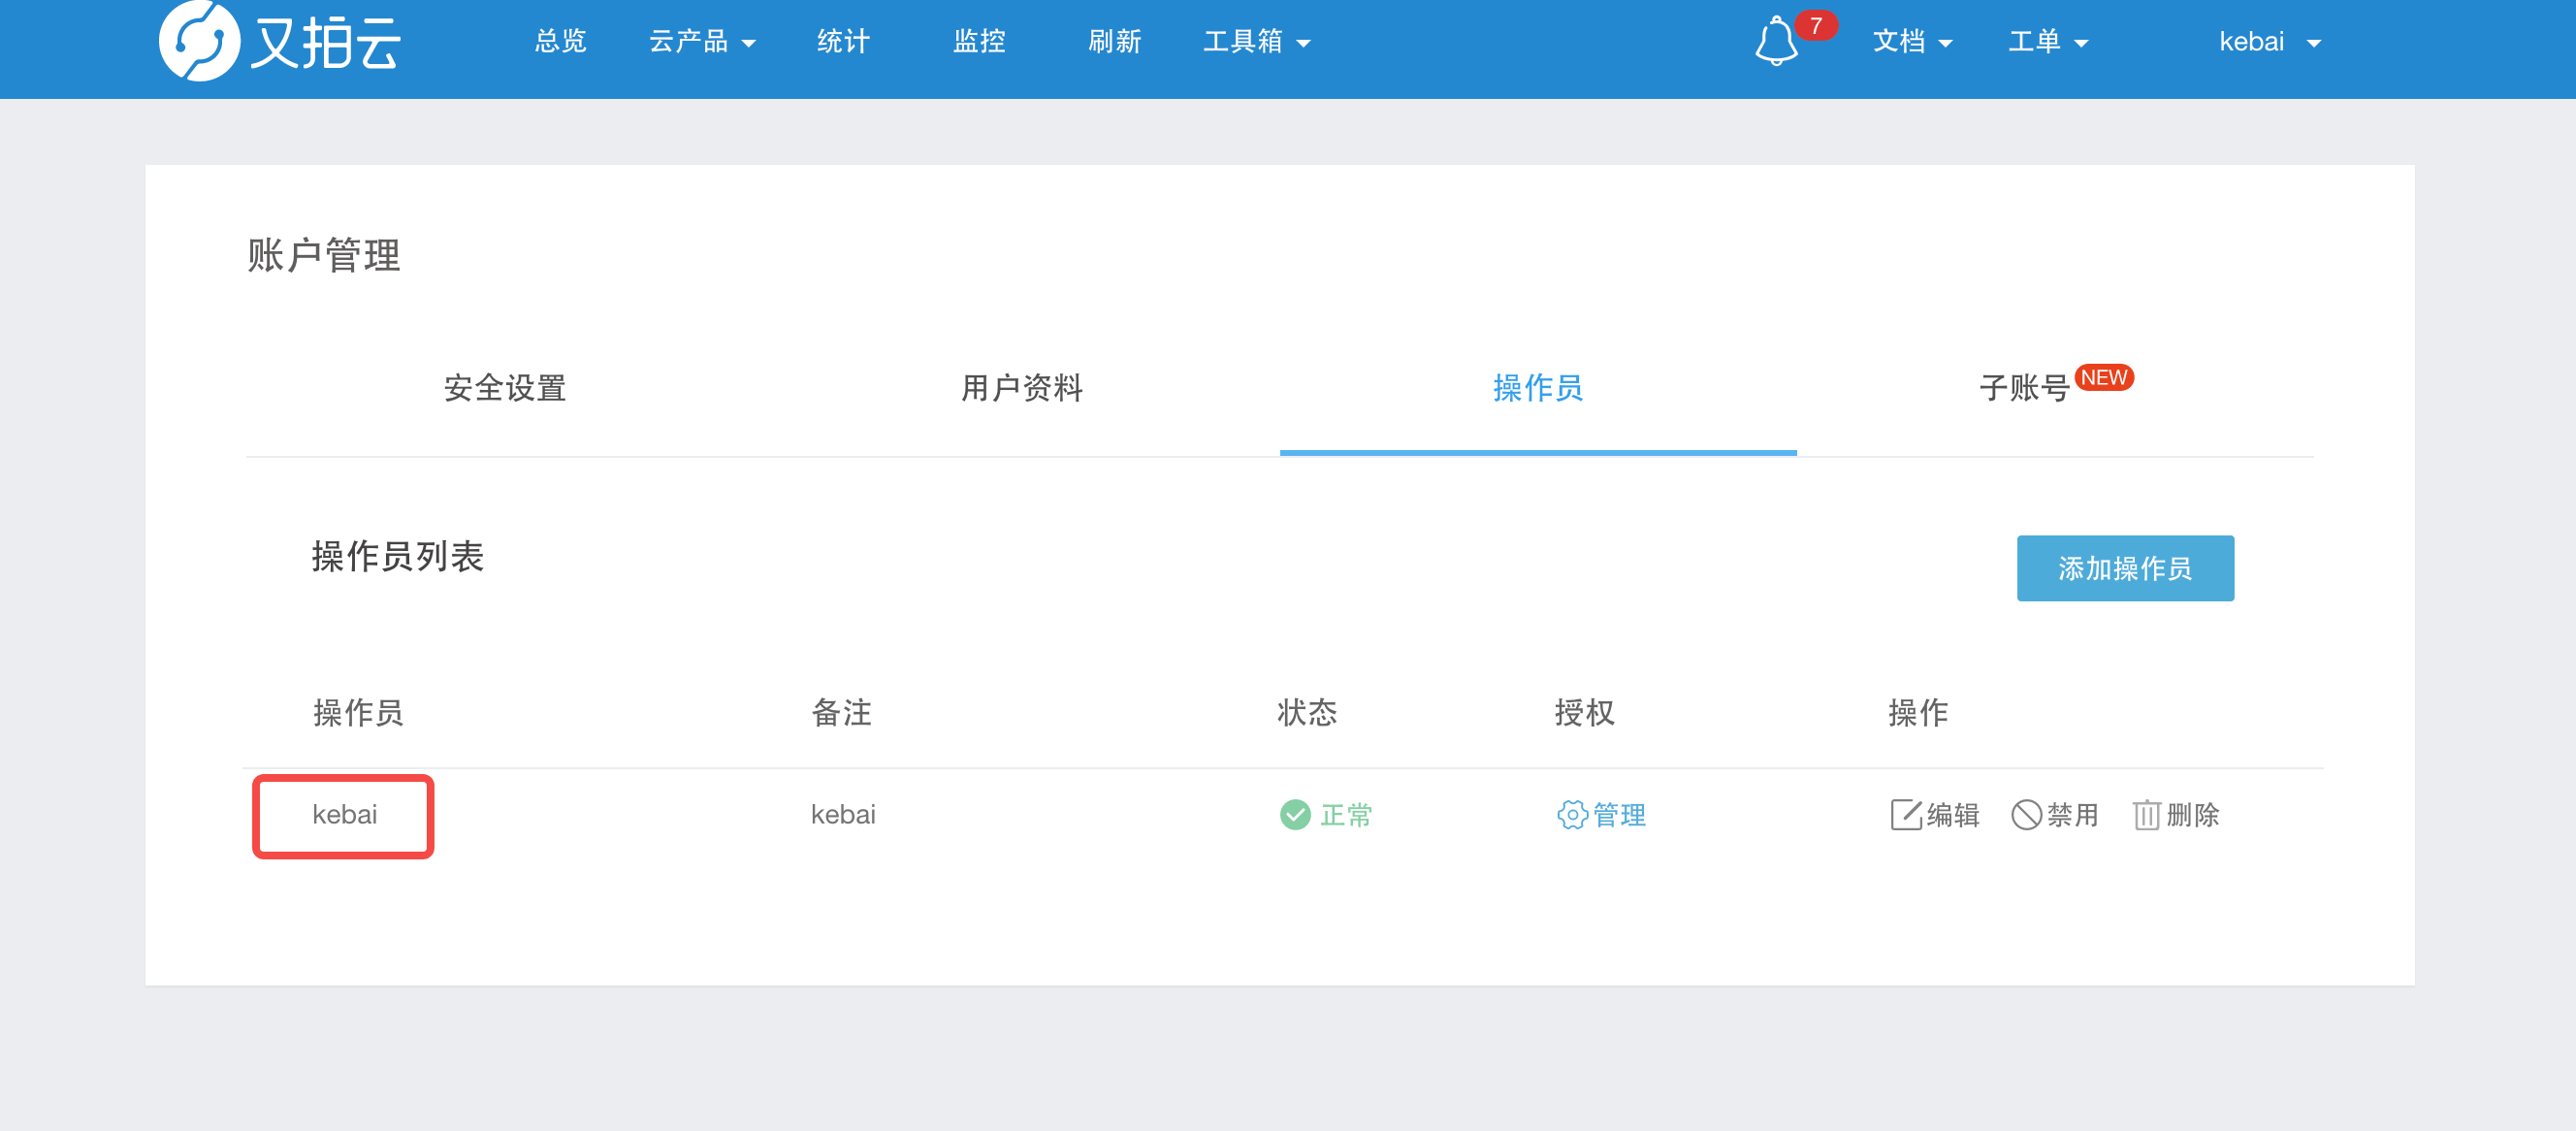 又拍云 总览 云产品 统计 监控 刷新 工具箱 7 文档 工单 kebai
账户管理
安全设置 用户资料 操作员 子账号 NEW
操作员列表 添加操作员
操作员 备注 状态 授权 操作
kebai kebai 正常 管理 编辑 禁用 删除